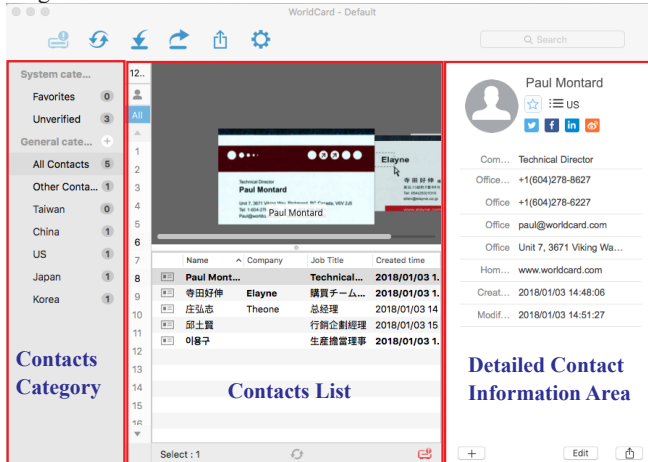 WorldCard – Default
Search
System cate...
Favorites 0
Unverified 3
General cate... +
All Contacts 5
Other Conta... 1
Taiwan 0
China 1
US 1
Japan 1
Korea 1
Contacts
Category
12..
All
1
2
3
4
5
6
7
8
9
10
11
12
13
14
15
16
Technical Director
Paul Montard
Elayne
寺田好伸
Paul Montard
Name Company Job Title Created time
Paul Mont... Technical... 2018/01/03 1.
寺田好伸 Elayne 購買チーム... 2018/01/03 1.
庄弘志 Theone 总经理 2018/01/03 14
邱士賢 行銷企劃經理 2018/01/03 15
이용구 生産擔當理事 2018/01/03 1.
Contacts List
Select : 1
Paul Montard
US
Com... Technical Director
Office... +1(604)278-8627
Office +1(604)278-6227
Office paul@worldcard.com
Office Unit 7, 3671 Viking Wa...
Hom... www.worldcard.com
Creat... 2018/01/03 14:48:06
Modif... 2018/01/03 14:51:27
Detailed Contact
Information Area
+ Edit